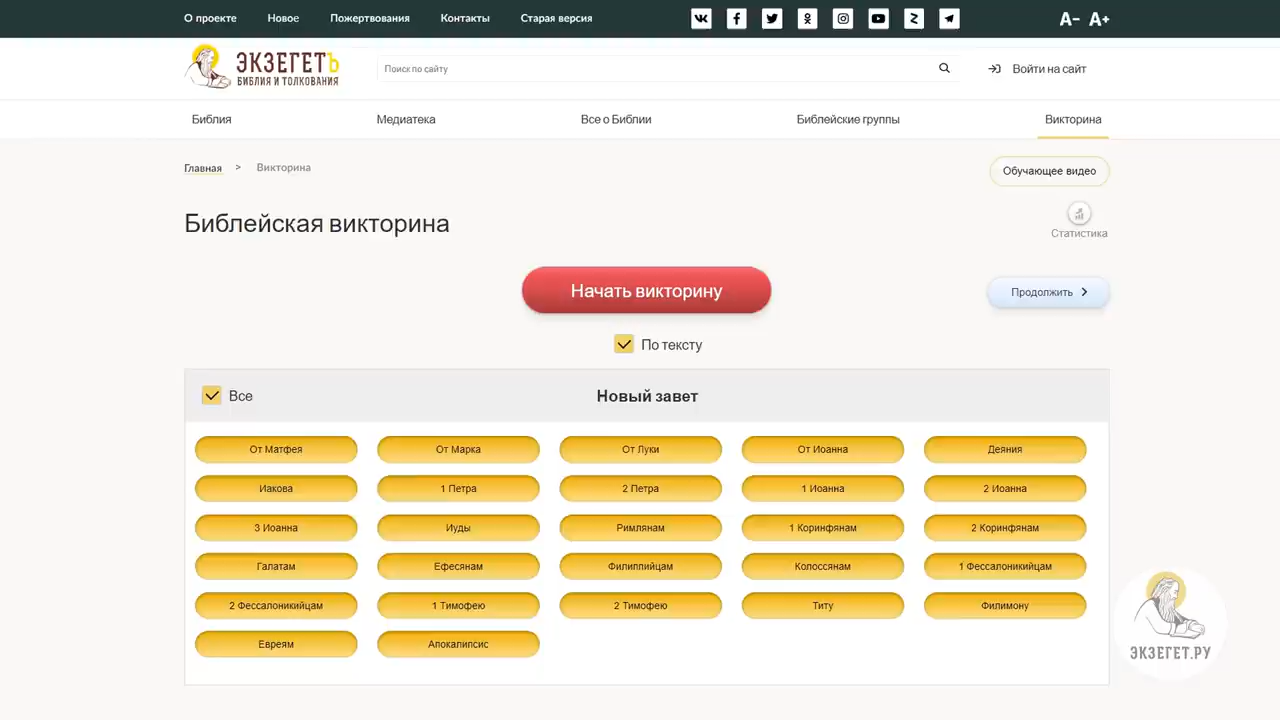 О проекте Новое Пожертвования Контакты Старая версия A- A+
ЭКЗЕГЕТЪ
БИБЛИЯ И ТОЛКОВАНИЯ
Поиск по сайту
Войти на сайт
Библия Медиатека Все о Библии Библейские группы Викторина
Главная > Викторина
Обучающее видео
Библейская викторина
Статистика
Начать викторину
Продолжить
По тексту
Все Новый завет
От Матфея От Марка От Луки От Иоанна Деяния
Иакова 1 Петра 2 Петра 1 Иоанна 2 Иоанна
3 Иоанна Иуды Римлянам 1 Коринфянам 2 Коринфянам
Галатам Ефесянам Филиппийцам Колоссянам 1 Фессалоникийцам
2 Фессалоникийцам 1 Тимофею 2 Тимофею Титу Филимону
Евреям Апокалипсис
ЭКЗЕГЕТ.РУ